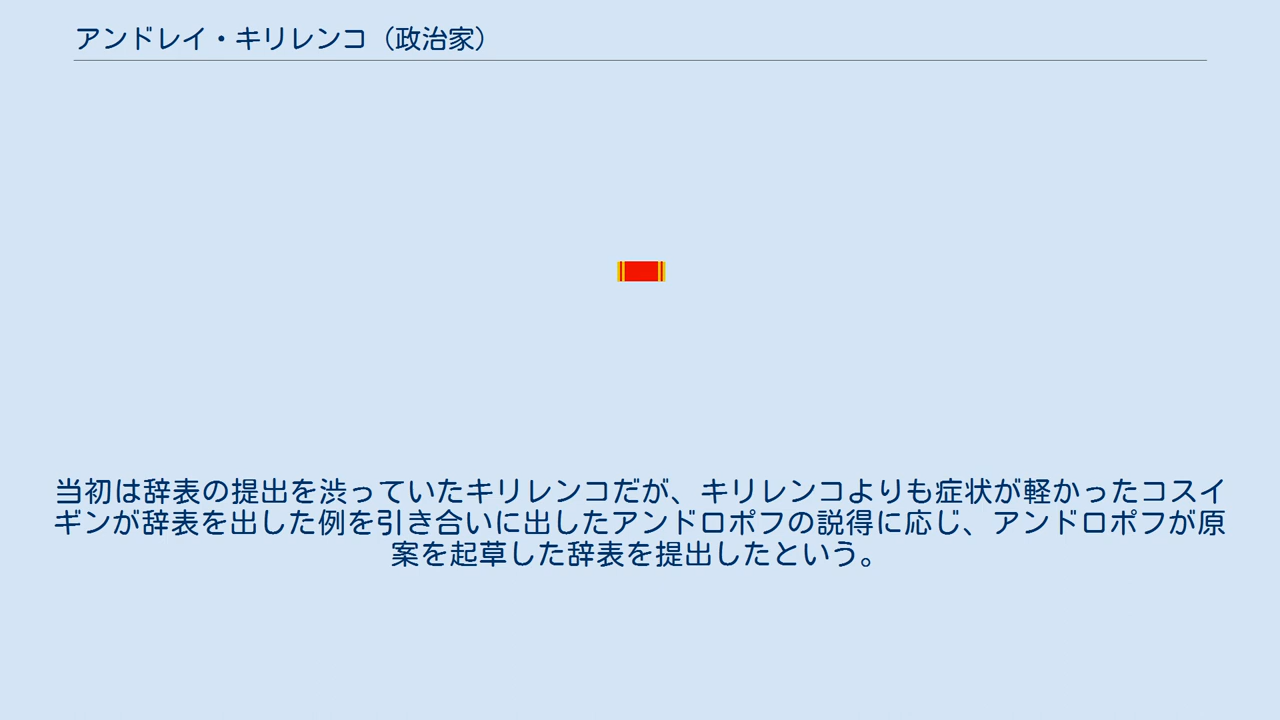 アンドレイ・キリレンコ（政治家）
当初は辞表の提出を渋っていたキリレンコだが、キリレンコよりも症状が軽かったコスイ
ギンが辞表を出した例を引き合いに出したアンドロポフの説得に応じ、アンドロポフが原
案を起草した辞表を提出したという。